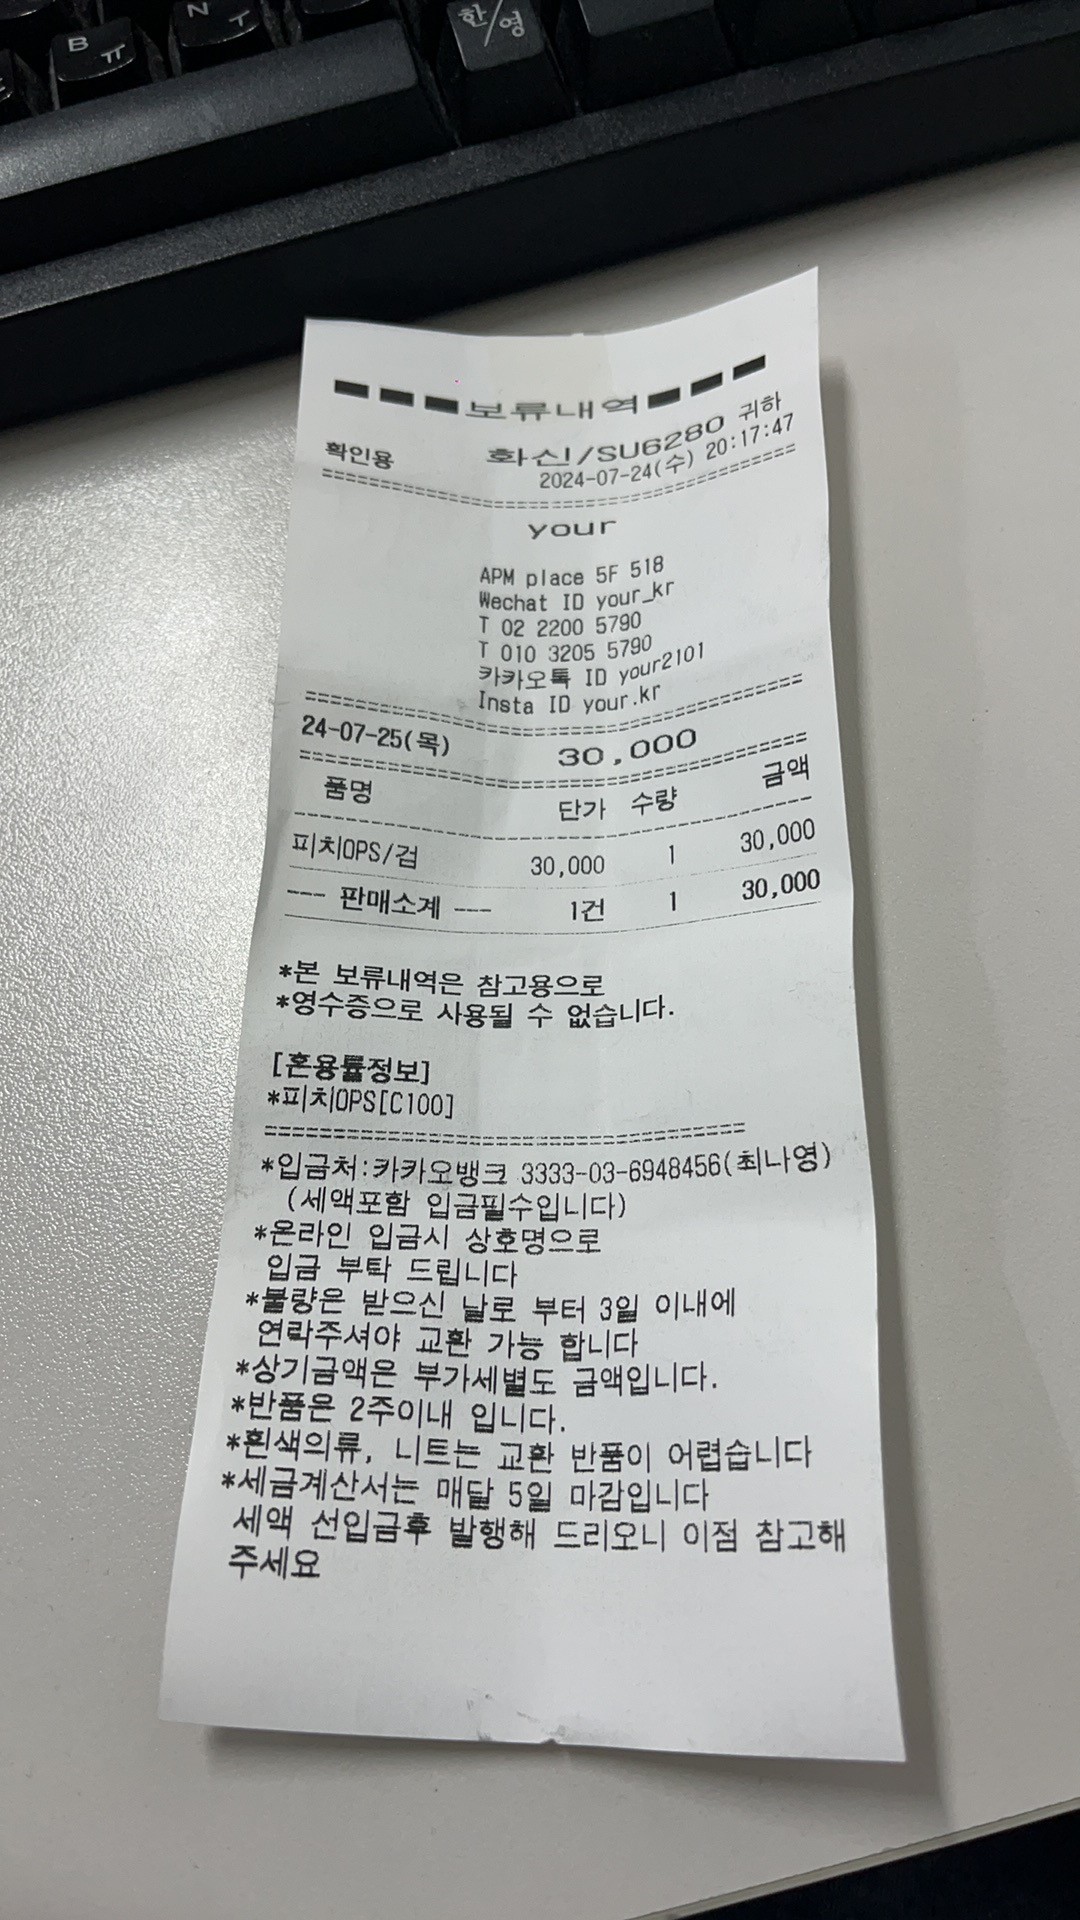 B ㅠ
N ㅜ
한/영
보류내역
확인용 화신/SU6280 귀하
2024-07-24(수) 20:17:47
your
APM place 5F 518
Wechat ID your_kr
T 02 2200 5790
T 010 3205 5790
카카오톡 ID your2101
Insta ID your.kr
24-07-25(목) 30,000
품명 단가 수량 금액
피치OPS/검 30,000 1 30,000
--- 판매소계 --- 1건 1 30,000
*본 보류내역은 참고용으로
*영수증으로 사용될 수 없습니다.
[혼용률정보]
*피치OPS[C100]
*입금처:카카오뱅크 3333-03-6948456(최나영)
(세액포함 입금필수입니다)
*온라인 입금시 상호명으로
입금 부탁 드립니다
*불량은 받으신 날로 부터 3일 이내에
연락주셔야 교환 가능 합니다
*상기금액은 부가세별도 금액입니다.
*반품은 2주이내 입니다.
*흰색의류, 니트는 교환 반품이 어렵습니다
*세금계산서는 매달 5일 마감입니다
세액 선입금후 발행해 드리오니 이점 참고해
주세요